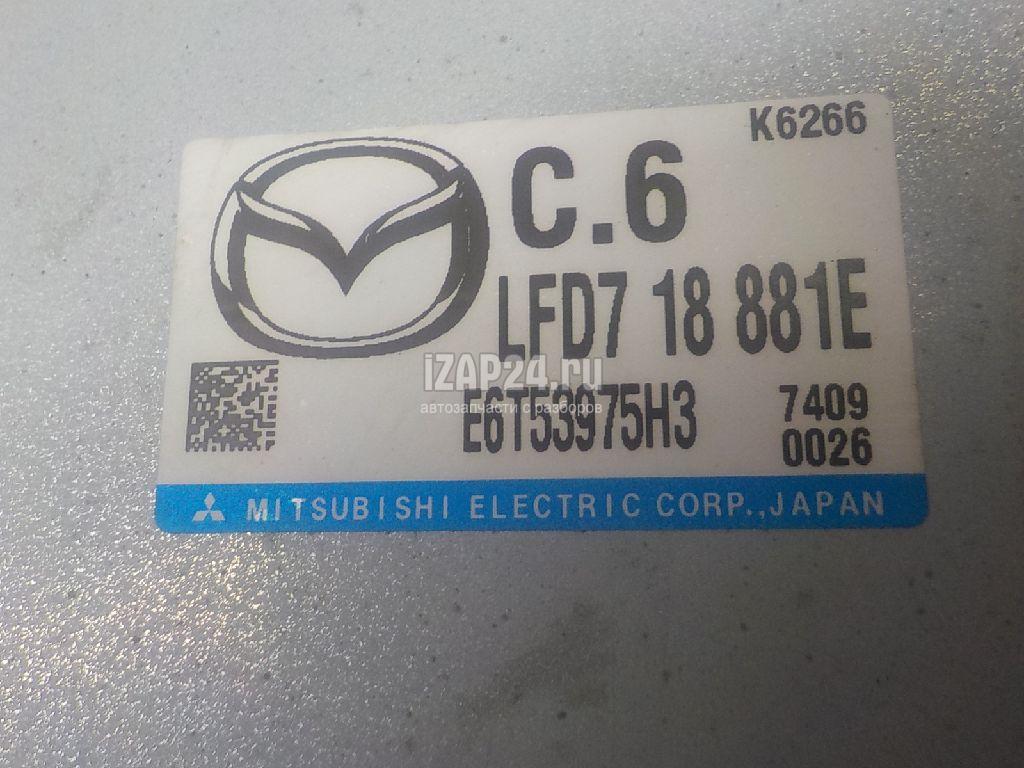 K6266
C.6
LFD7 18 881E
iZAP24.ru
автозапчасти с разборов
E6T53975H3
7409
0026
MITSUBISHI ELECTRIC CORP., JAPAN